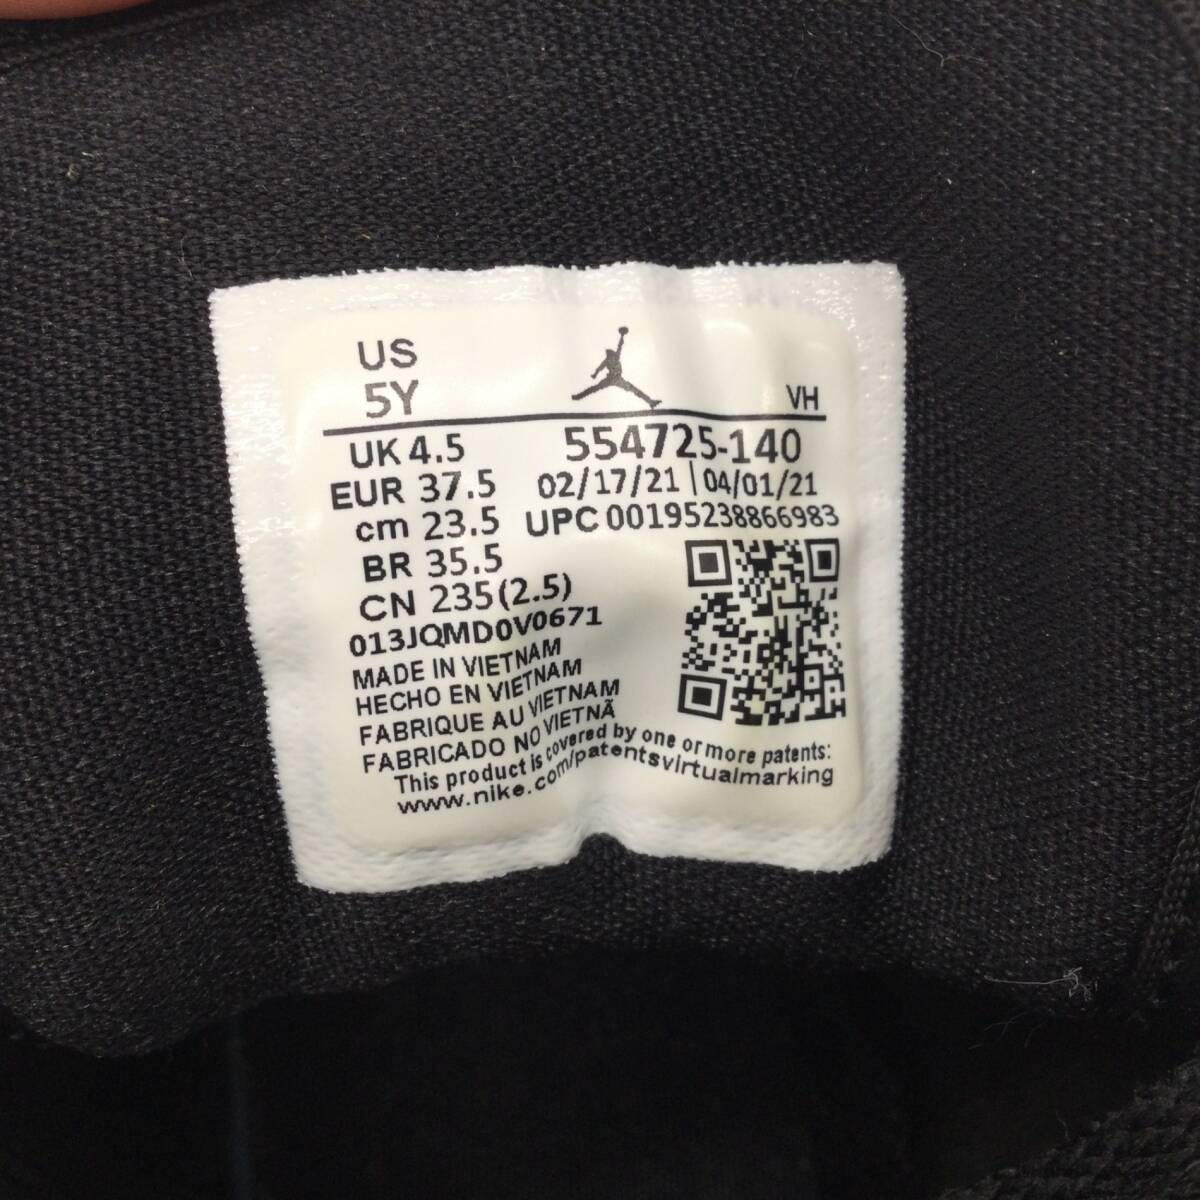 US
5Y
VH
UK 4.5
554725-140
EUR 37.5
02/17/21 | 04/01/21
cm 23.5
UPC 00195238866983
BR 35.5
CN 235(2.5)
013JQMD0V0671
MADE IN VIETNAM
HECHO EN VIETNAM
FABRIQUE AU VIETNAM
FABRICADO NO VIETNÃ
This product is covered by one or more patents:
www.nike.com/patentsvirtualmarking